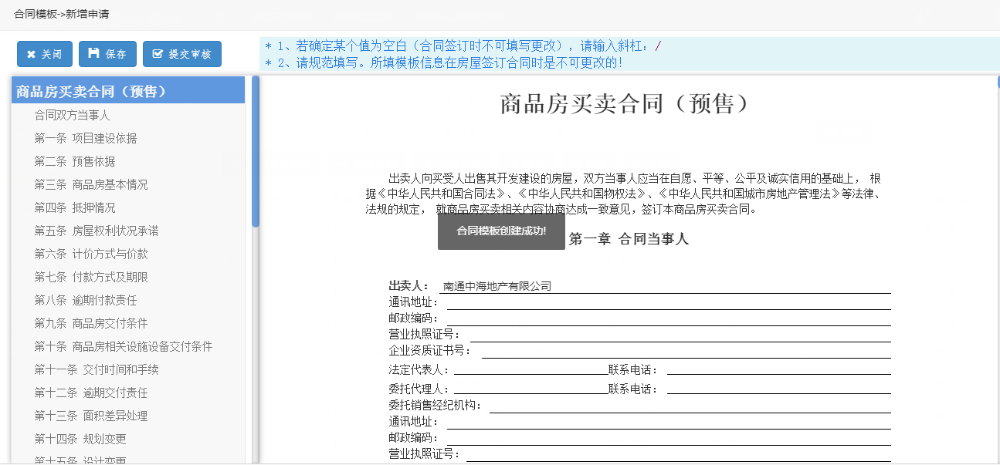 合同模板->新增申请
关闭 保存 提交审核
* 1、若确定某个值为空白（合同签订时不可填写更改），请输入斜杠：/
* 2、请规范填写。所填模板信息在房屋签订合同时是不可更改的!
商品房买卖合同（预售）
合同双方当事人
第一条 项目建设依据
第二条 预售依据
第三条 商品房基本情况
第四条 抵押情况
第五条 房屋权利状况承诺
第六条 计价方式与价款
第七条 付款方式及期限
第八条 逾期付款责任
第九条 商品房交付条件
第十条 商品房相关设施设备交付条件
第十一条 交付时间和手续
第十二条 逾期交付责任
第十三条 面积差异处理
第十四条 规划变更
第十五条 设计变更
商品房买卖合同（预售）
出卖人向买受人出售其开发建设的房屋，双方当事人应当在自愿、平等、公平及诚实信用的基础上， 根
据《中华人民共和国合同法》、《中华人民共和国物权法》、《中华人民共和国城市房地产管理法》等法律、
法规的规定， 就商品房买卖相关内容协商达成一致意见，签订本商品房买卖合同。
合同模板创建成功!
第一章 合同当事人
出卖人： 南通中海地产有限公司
通讯地址：
邮政编码：
营业执照证号：
企业资质证书号：
法定代表人： 联系电话：
委托代理人： 联系电话：
委托销售经纪机构：
通讯地址：
邮政编码：
营业执照证号：